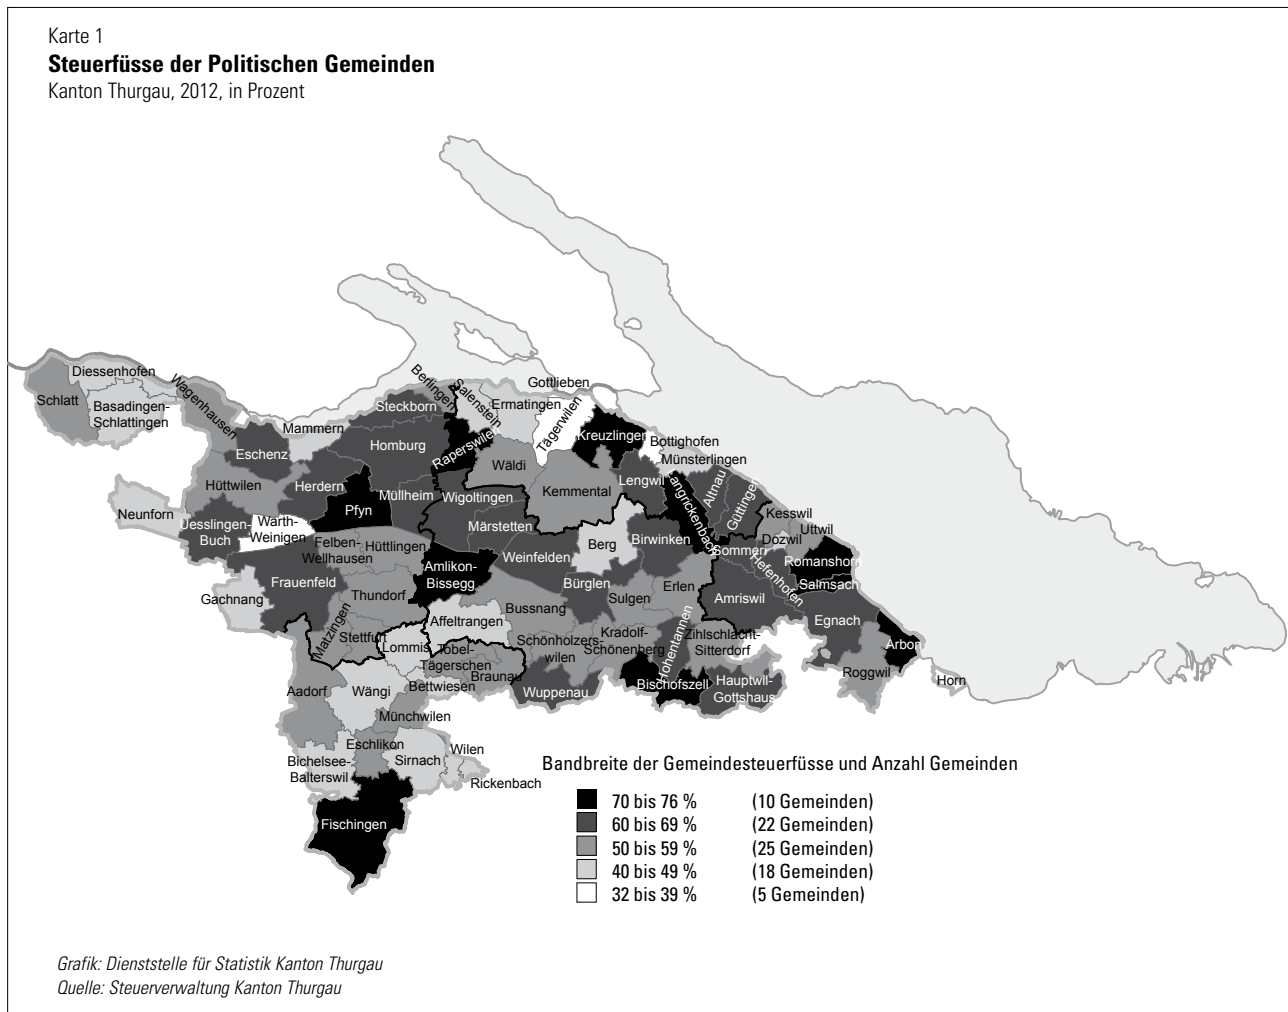 Karte 1
Steuerfüsse der Politischen Gemeinden
Kanton Thurgau, 2012, in Prozent
Diessenhofen
Schlatt
Basadingen-
Schlattingen
Wagenhausen
Mammern
Eschenz
Steckborn
Berlingen
Salenstein
Ermatingen
Gottlieben
Tägerwilen
Kreuzlingen
Bottighofen
Münsterlingen
Homburg
Raperswilen
Wäldi
Kemmental
Lengwil
Langrickenbach
Altnau
Güttingen
Kesswil
Uttwil
Dozwil
Hüttwilen
Herdern
Müllheim
Wigoltingen
Neunforn
Pfyn
Uesslingen-
Buch
Warth-
Weinigen
Felben-
Wellhausen
Hüttlingen
Märstetten
Weinfelden
Berg
Birwinken
Sommeri
Hefenhofen
Romanshorn
Salmsach
Gachnang
Frauenfeld
Amlikon-
Bissegg
Bürglen
Sulgen
Erlen
Amriswil
Egnach
Arbon
Thundorf
Matzingen
Stettfurt
Lommis
Affeltrangen
Bussnang
Schönholzers-
wilen
Kradolf-
Schönenberg
Hohentannen
Zihlschlacht-
Sitterdorf
Roggwil
Horn
Tobel-
Tägerschen
Braunau
Wuppenau
Bischofszell
Hauptwil-
Gottshaus
Aadorf
Wängi
Bettwiesen
Münchwilen
Eschlikon
Bichelsee-
Balterswil
Sirnach
Wilen
Rickenbach
Fischingen
Bandbreite der Gemeindesteuerfüsse und Anzahl Gemeinden
70 bis 76 % (10 Gemeinden)
60 bis 69 % (22 Gemeinden)
50 bis 59 % (25 Gemeinden)
40 bis 49 % (18 Gemeinden)
32 bis 39 % (5 Gemeinden)
Grafik: Dienststelle für Statistik Kanton Thurgau
Quelle: Steuerverwaltung Kanton Thurgau